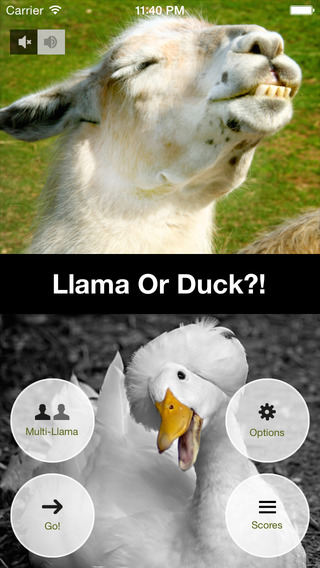 Carrier 11:40 PM
Llama Or Duck?!
Multi-Llama
Options
Go!
Scores